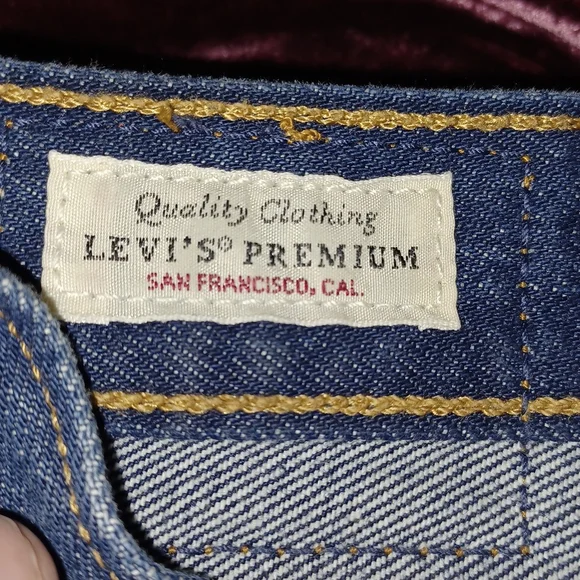 Quality Clothing
LEVI'S® PREMIUM
SAN FRANCISCO, CAL.